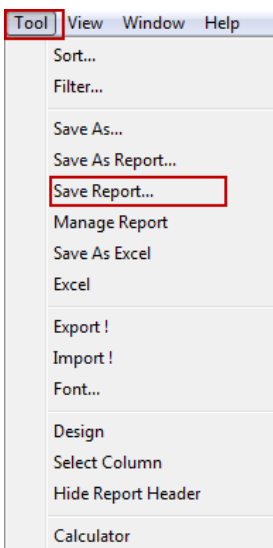 Tool View Window Help
Sort...
Filter...
Save As...
Save As Report...
Save Report...
Manage Report
Save As Excel
Excel
Export !
Import !
Font...
Design
Select Column
Hide Report Header
Calculator